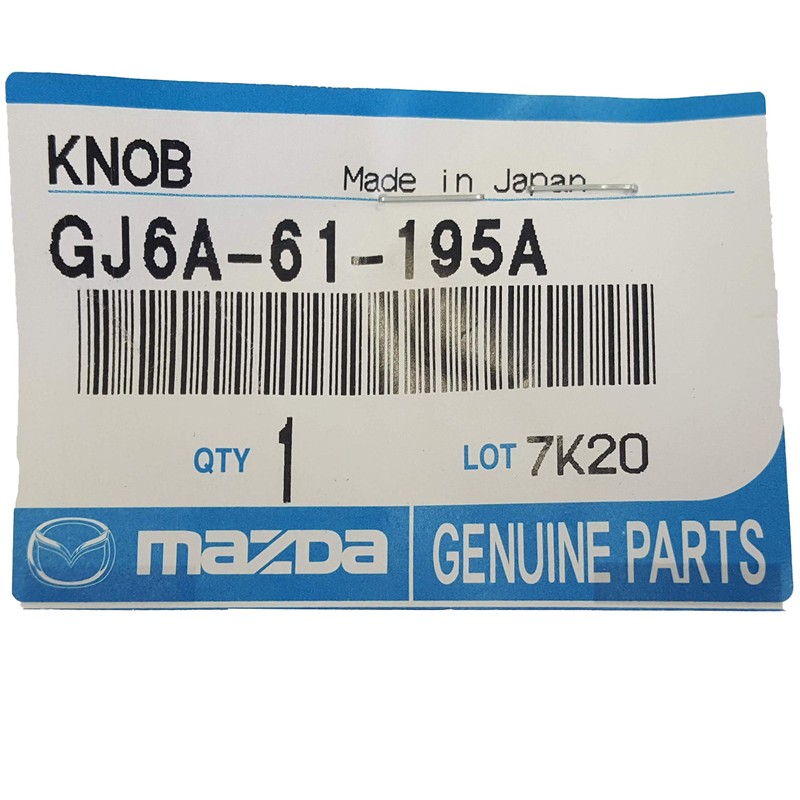 KNOB Made in Japan
GJ6A-61-195A
QTY 1 LOT 7K20
mazda GENUINE PARTS